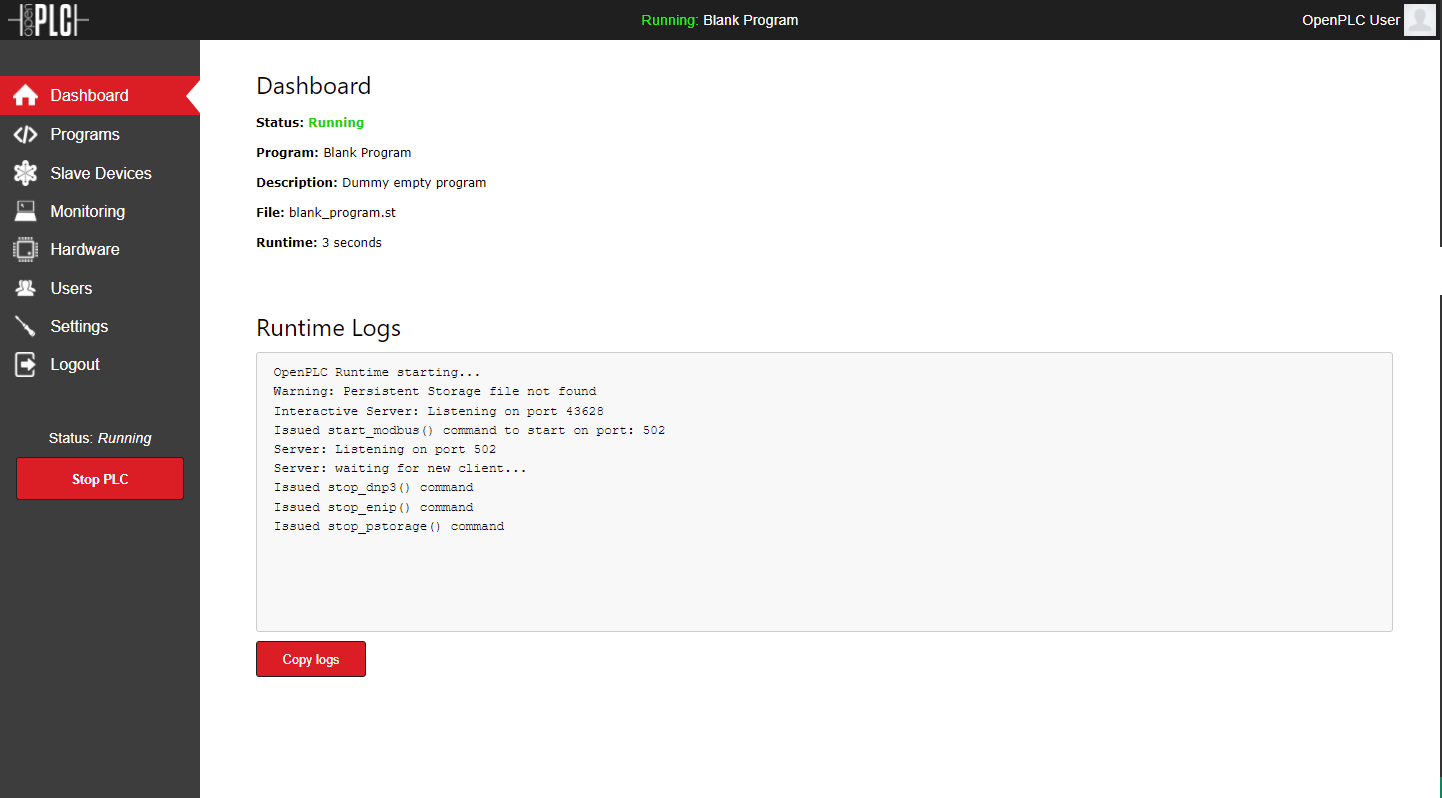 open PLC
Running: Blank Program
OpenPLC User
Dashboard
Programs
Slave Devices
Monitoring
Hardware
Users
Settings
Logout
Status: Running
Stop PLC
Dashboard
Status: Running
Program: Blank Program
Description: Dummy empty program
File: blank_program.st
Runtime: 3 seconds
Runtime Logs
OpenPLC Runtime starting...
Warning: Persistent Storage file not found
Interactive Server: Listening on port 43628
Issued start_modbus() command to start on port: 502
Server: Listening on port 502
Server: waiting for new client...
Issued stop_dnp3() command
Issued stop_enip() command
Issued stop_pstorage() command
Copy logs